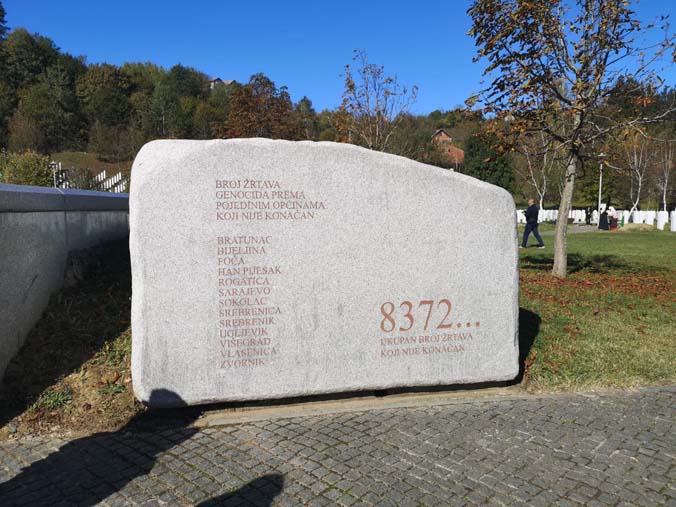 BROJ ŽRTAVA
GENOCIDA PREMA
POJEDINIM OPĆINAMA
KOJI NIJE KONAČAN
BRATUNAC
BIJELJINA
FOČA
HAN PIJESAK
ROGATICA
SARAJEVO
SOKOLAC
SREBRENICA
SREBRENIK
UGLJEVIK
VIŠEGRAD
VLASENICA
ZVORNIK
8372...
UKUPAN BROJ ŽRTAVA
KOJI NIJE KONAČAN